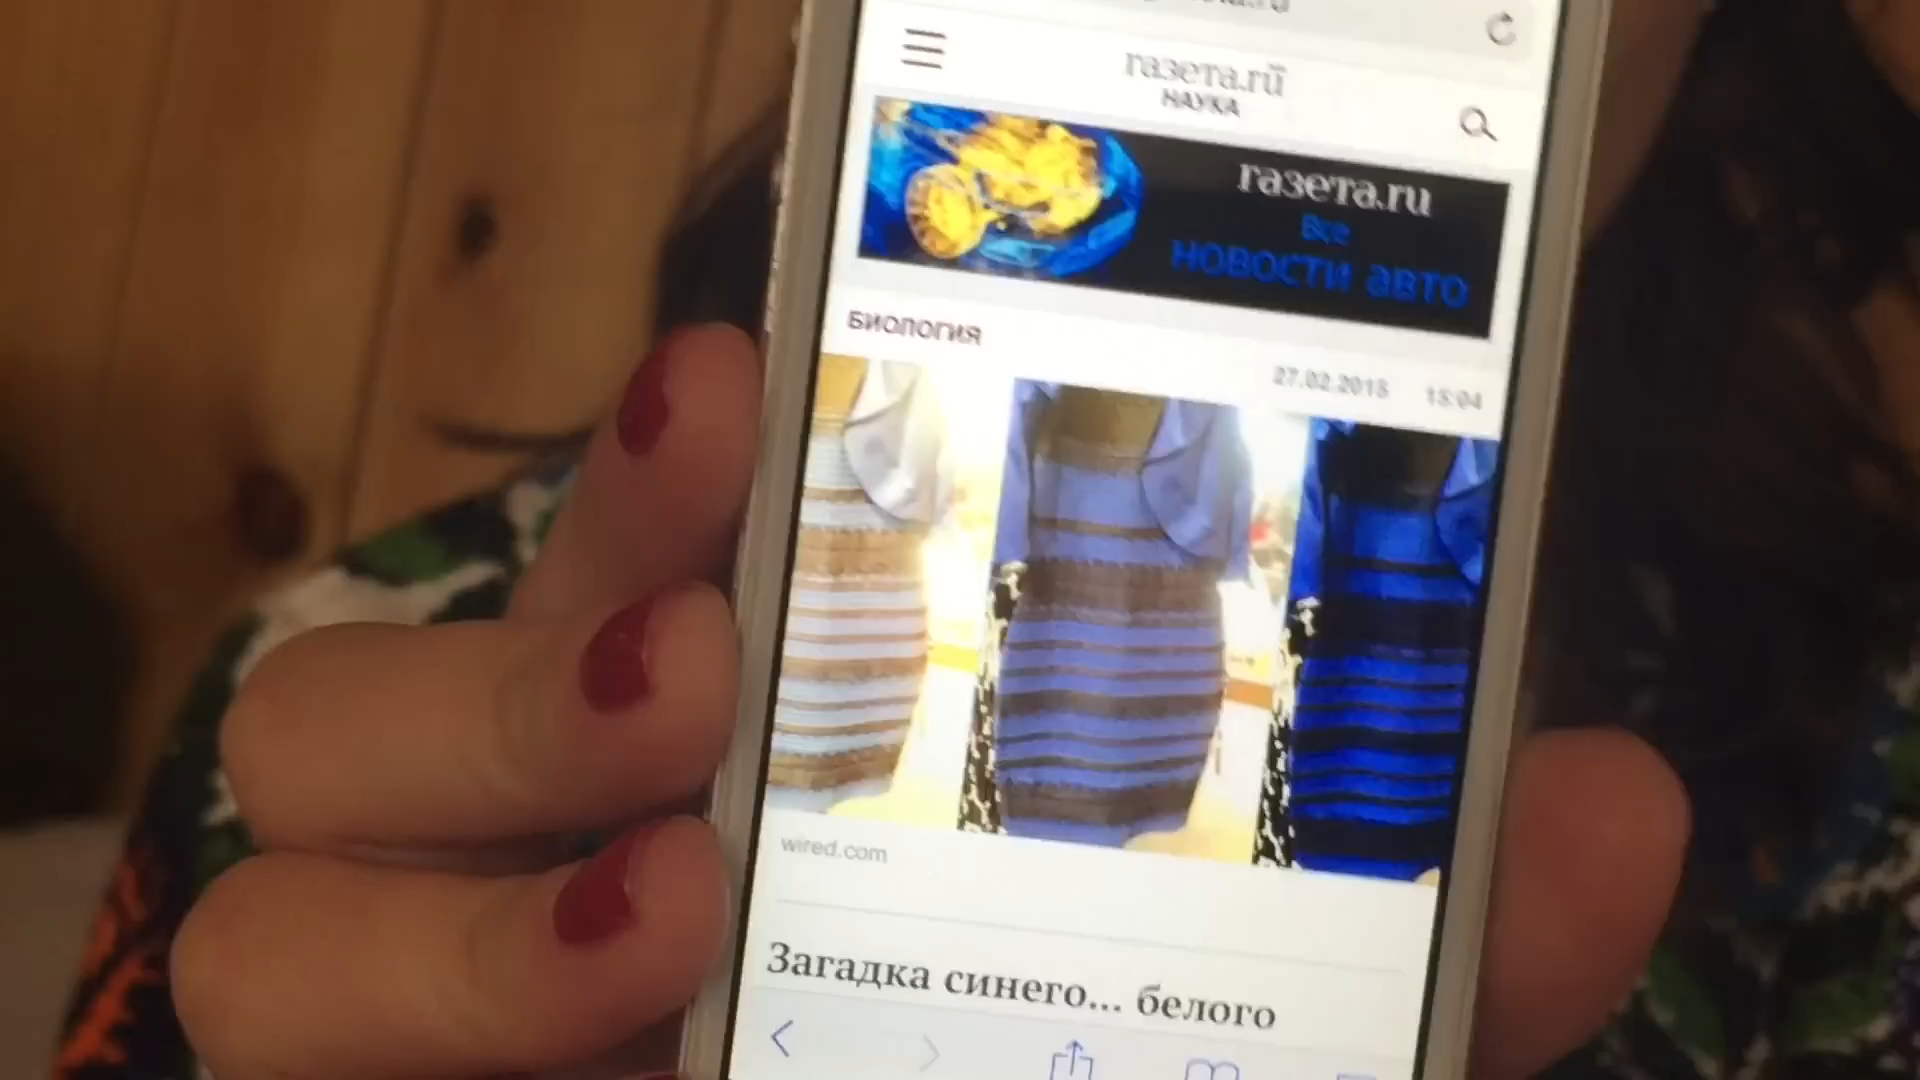 газета.ru
НАУКА
газета.ru
Все
НОВОСТИ авто
БИОЛОГИЯ
27.02.2015 15:04
wired.com
Загадка синего... белого